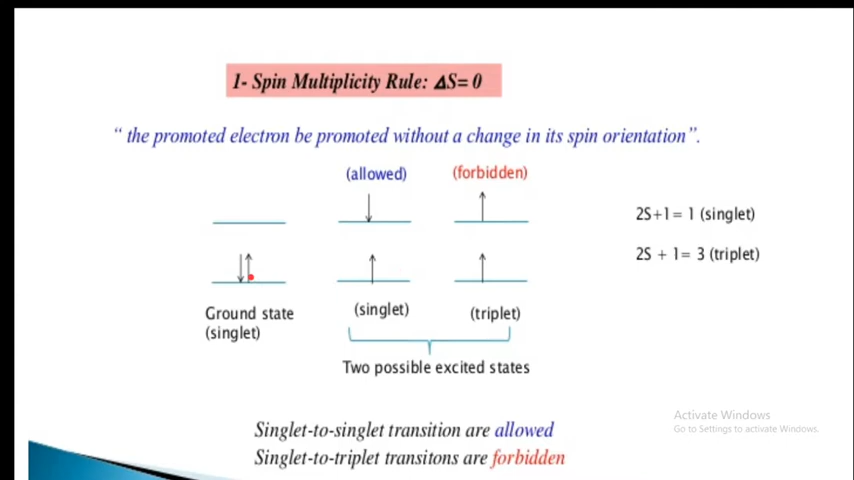 1- Spin Multiplicity Rule: ΔS= 0
“ the promoted electron be promoted without a change in its spin orientation”.
(allowed) (forbidden)
2S+1= 1 (singlet)
2S + 1= 3 (triplet)
Ground state
(singlet)
(singlet) (triplet)
Two possible excited states
Singlet-to-singlet transition are allowed
Singlet-to-triplet transitons are forbidden
Activate Windows
Go to Settings to activate Windows.